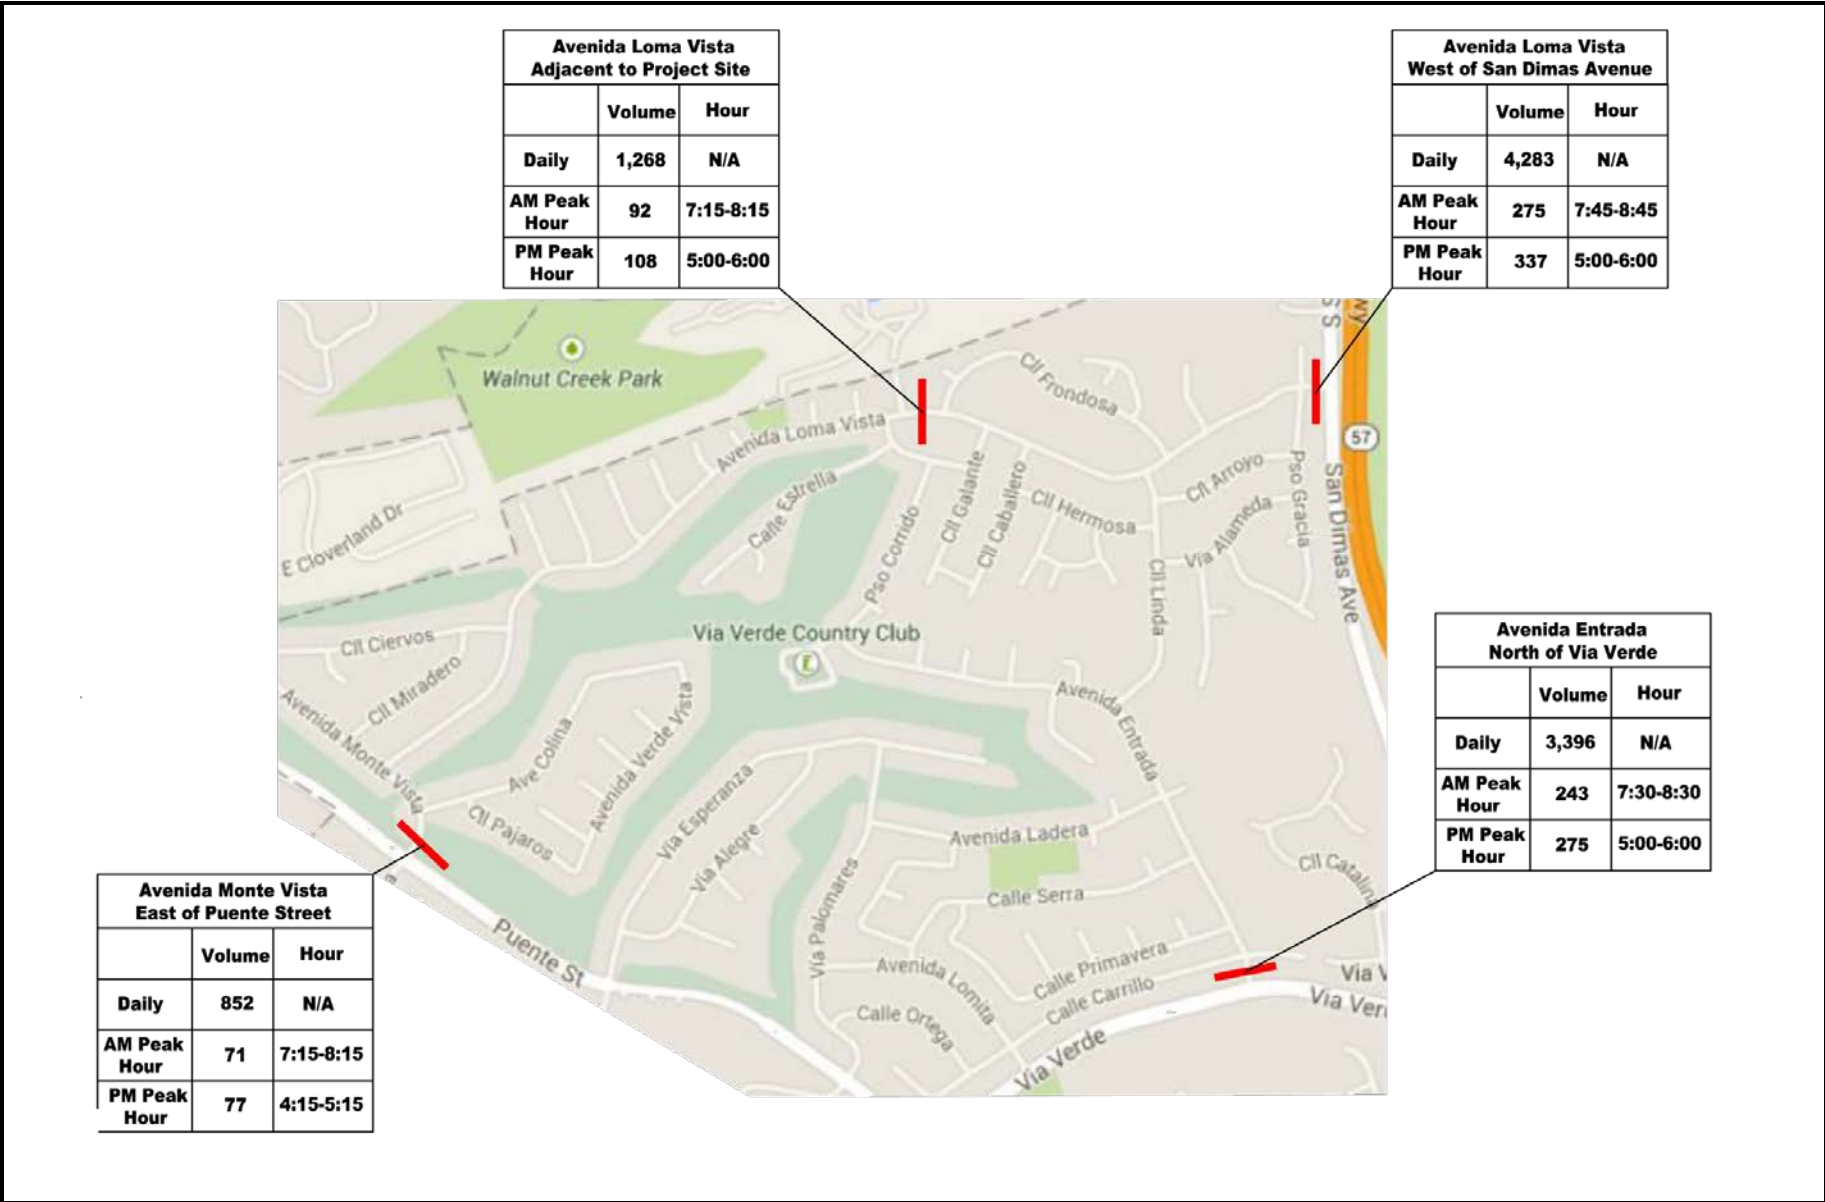 Avenida Loma Vista
Adjacent to Project Site
Volume Hour
Daily 1,268 N/A
AM Peak Hour 92 7:15-8:15
PM Peak Hour 108 5:00-6:00
Avenida Loma Vista
West of San Dimas Avenue
Volume Hour
Daily 4,283 N/A
AM Peak Hour 275 7:45-8:45
PM Peak Hour 337 5:00-6:00
Walnut Creek Park
Cll Frondosa
Avenida Loma Vista
57
Calle Estrella
Cll Galante
Cll Caballero
Cll Hermosa
Cll Arroyo
Pso Gracia
San Dimas Ave
Via Alameda
E Cloverland Dr
Pso Corrido
Cll Linda
Via Verde Country Club
Cll Ciervos
Cll Miradero
Avenida Monte Vista
Ave Colina
Avenida Verde Vista
Avenida Entrada
Cll Pajaros
Via Esperanza
Via Alegre
Avenida Ladera
Calle Serra
Cll Catalina
Via Palomares
Puente St
Avenida Lomita
Calle Primavera
Calle Carrillo
Calle Ortega
Via Verde
Via V
Via Ver
Avenida Entrada
North of Via Verde
Volume Hour
Daily 3,396 N/A
AM Peak Hour 243 7:30-8:30
PM Peak Hour 275 5:00-6:00
Avenida Monte Vista
East of Puente Street
Volume Hour
Daily 852 N/A
AM Peak Hour 71 7:15-8:15
PM Peak Hour 77 4:15-5:15